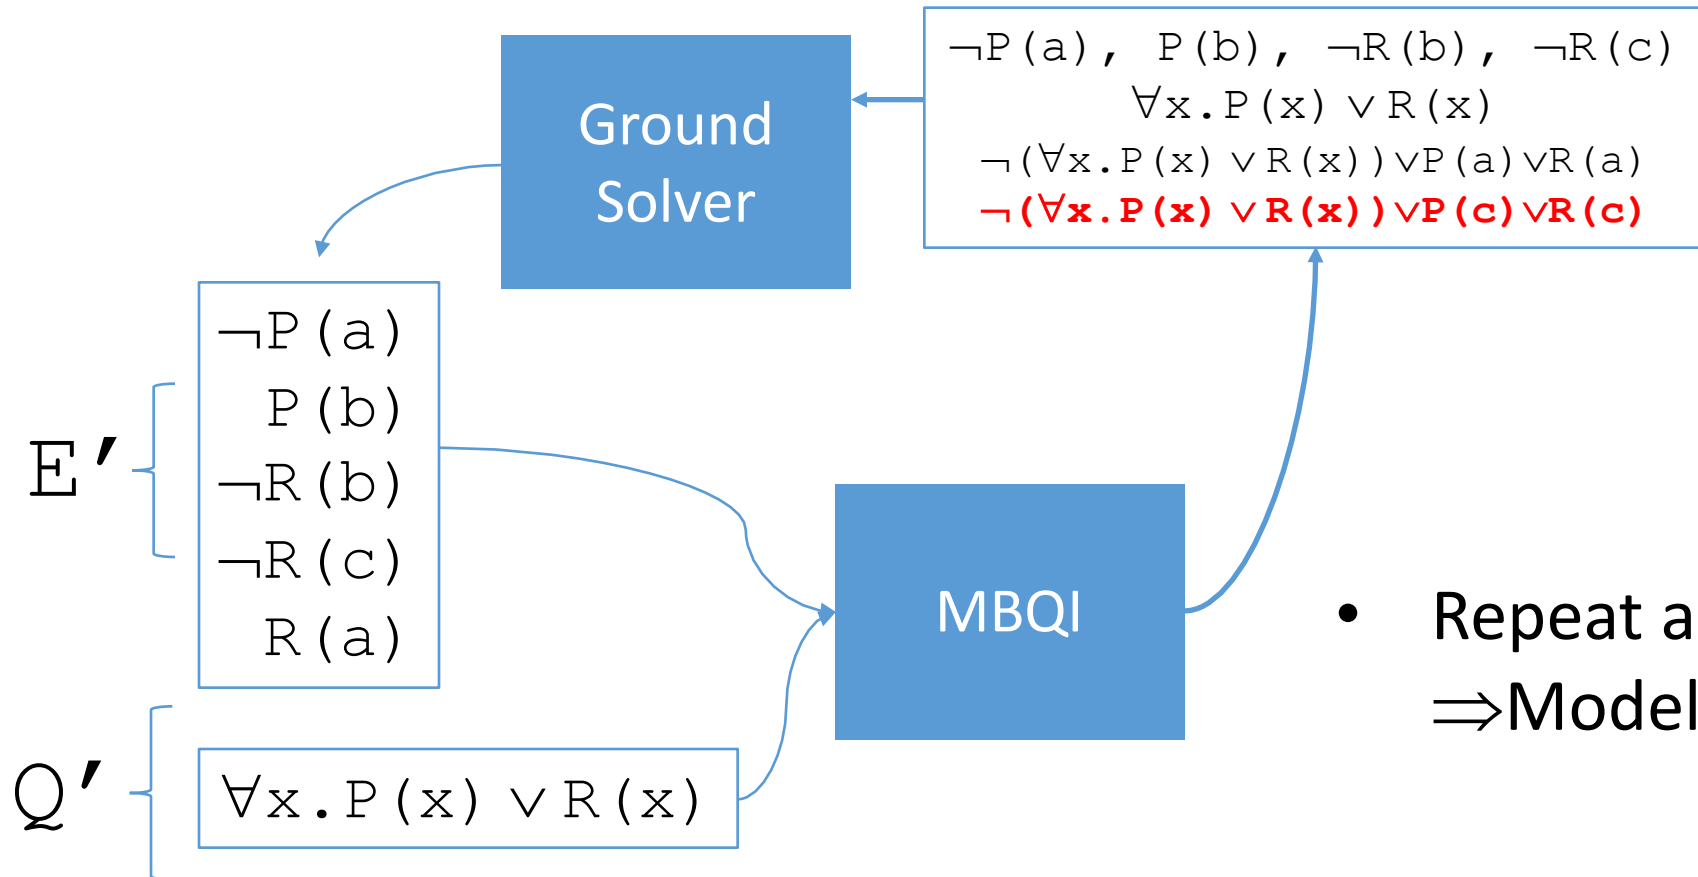 ¬P(a), P(b), ¬R(b), ¬R(c)
∀x.P(x) ∨ R(x)
¬(∀x.P(x) ∨ R(x))∨P(a)∨R(a)
¬(∀x.P(x) ∨ R(x))∨P(c)∨R(c)
Ground
Solver
¬P(a)
P(b)
¬R(b)
¬R(c)
R(a)
E′
MBQI
• Repeat a
⇒Model
Q′
∀x.P(x) ∨ R(x)